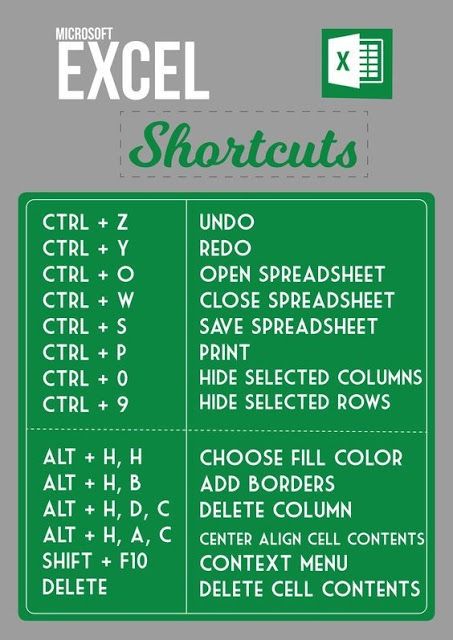 MICROSOFT
EXCEL
X
Shortcuts
CTRL + Z UNDO
CTRL + Y REDO
CTRL + O OPEN SPREADSHEET
CTRL + W CLOSE SPREADSHEET
CTRL + S SAVE SPREADSHEET
CTRL + P PRINT
CTRL + 0 HIDE SELECTED COLUMNS
CTRL + 9 HIDE SELECTED ROWS
ALT + H, H CHOOSE FILL COLOR
ALT + H, B ADD BORDERS
ALT + H, D, C DELETE COLUMN
ALT + H, A, C CENTER ALIGN CELL CONTENTS
SHIFT + F10 CONTEXT MENU
DELETE DELETE CELL CONTENTS